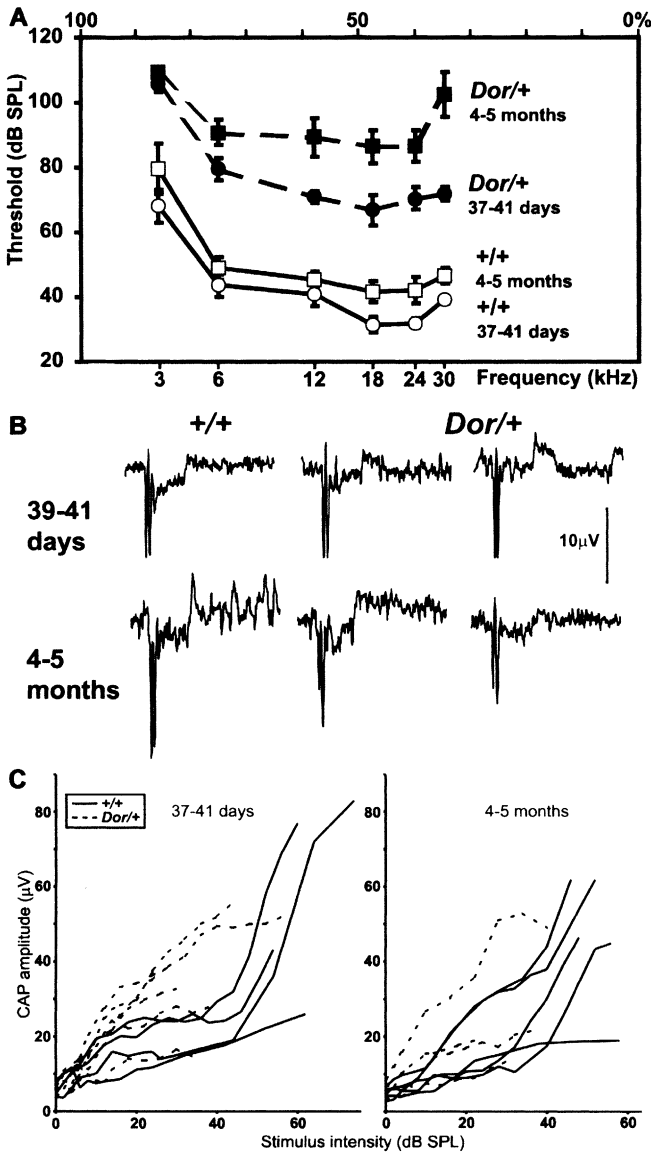 A
100 50 0%
120
100
80
60
40
20
Threshold (dB SPL)
Dor/+
4-5 months
Dor/+
37-41 days
+/+
4-5 months
+/+
37-41 days
3 6 12 18 24 30 Frequency (kHz)
B
+/+ Dor/+
39-41
days
10µV
4-5
months
C
+/+
Dor/+
37-41 days
4-5 months
80
60
40
20
0
CAP amplitude (µV)
80
60
40
20
0
0 20 40 60
0 20 40 60
Stimulus intensity (dB SPL)